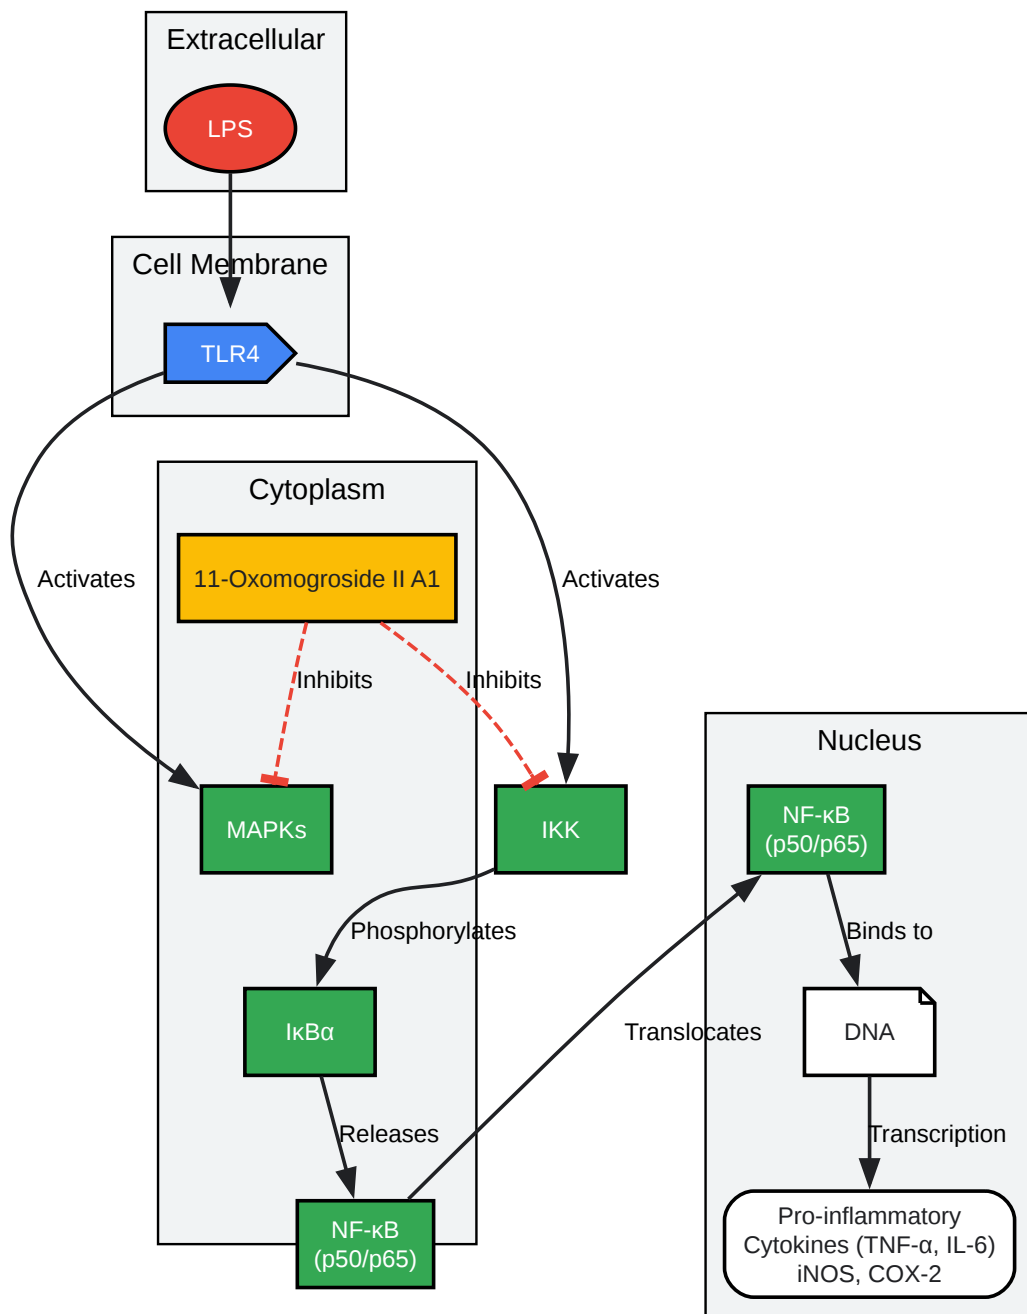 Extracellular
LPS
Cell Membrane
TLR4
Cytoplasm
11-Oxomogroside II A1
Activates
Activates
Inhibits
Inhibits
Nucleus
MAPKs
IKK
NF-κB
(p50/p65)
Phosphorylates
Binds to
IκBα
Translocates
DNA
Releases
Transcription
NF-κB
(p50/p65)
Pro-inflammatory
Cytokines (TNF-α, IL-6)
iNOS, COX-2